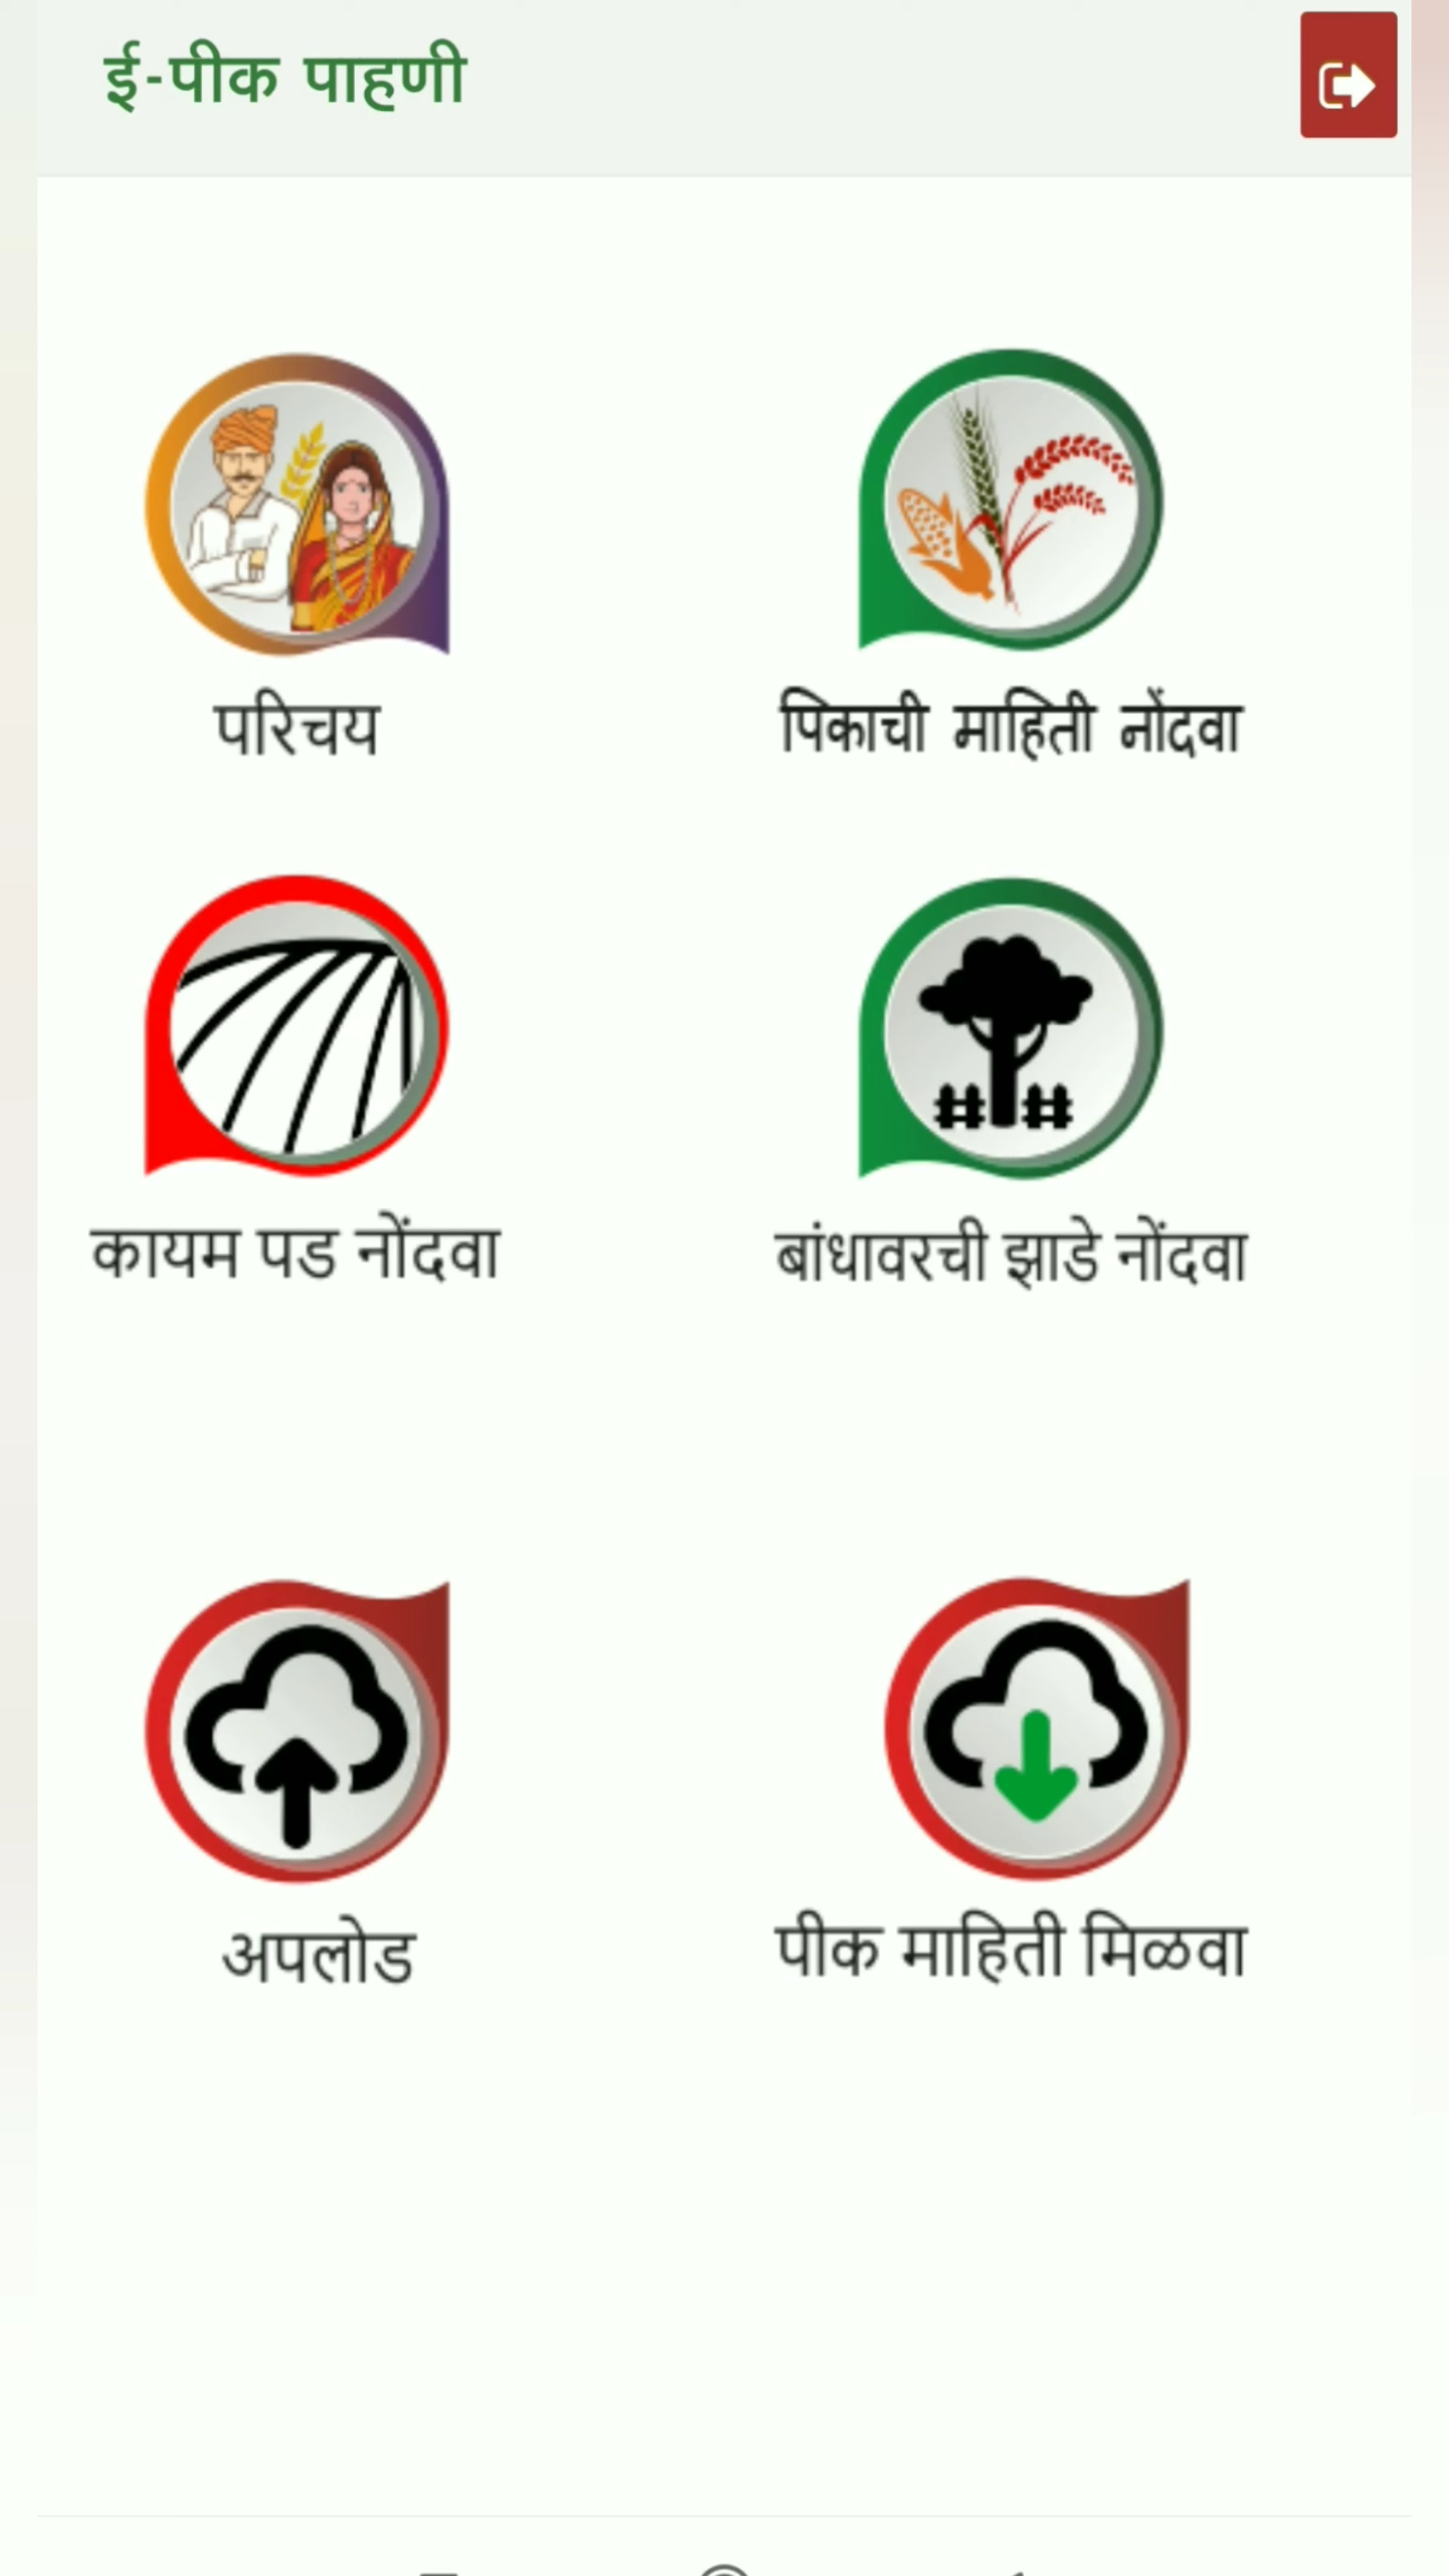 ई-पीक पाहणी
परिचय
पिकाची माहिती नोंदवा
कायम पड नोंदवा
बांधावरची झाडे नोंदवा
अपलोड
पीक माहिती मिळवा